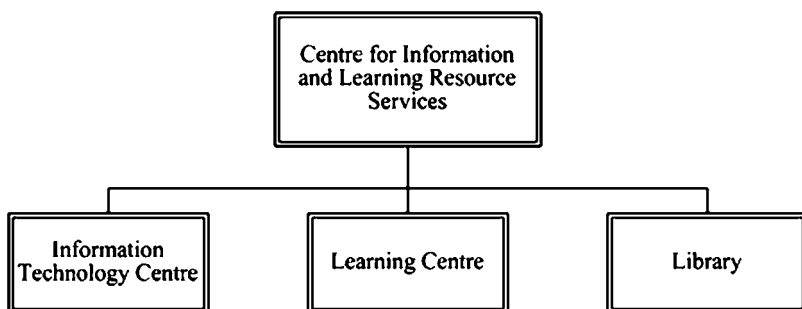 Centre for Information
and Learning Resource
Services
Information
Technology Centre
Learning Centre
Library